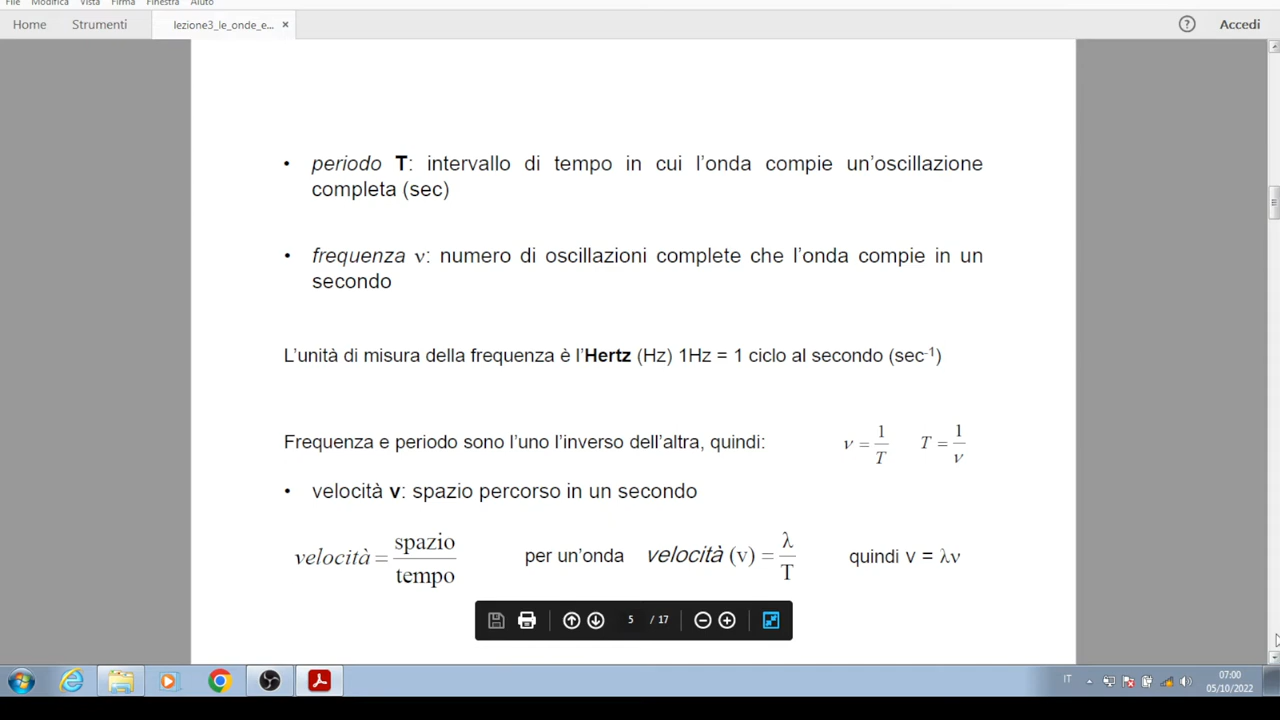 File Modifica Vista Firma Finestra Aiuto
Home Strumenti lezione3_le_onde_e... × ? Accedi
• periodo T: intervallo di tempo in cui l’onda compie un’oscillazione
completa (sec)
• frequenza ν: numero di oscillazioni complete che l’onda compie in un
secondo
L’unità di misura della frequenza è l’Hertz (Hz) 1Hz = 1 ciclo al secondo (sec⁻¹)
Frequenza e periodo sono l’uno l’inverso dell’altra, quindi: ν = 1/T T = 1/ν
• velocità v: spazio percorso in un secondo
velocità = spazio/tempo per un’onda velocità (v) = λ/T quindi v = λν
5 / 17
IT 07:00
05/10/2022